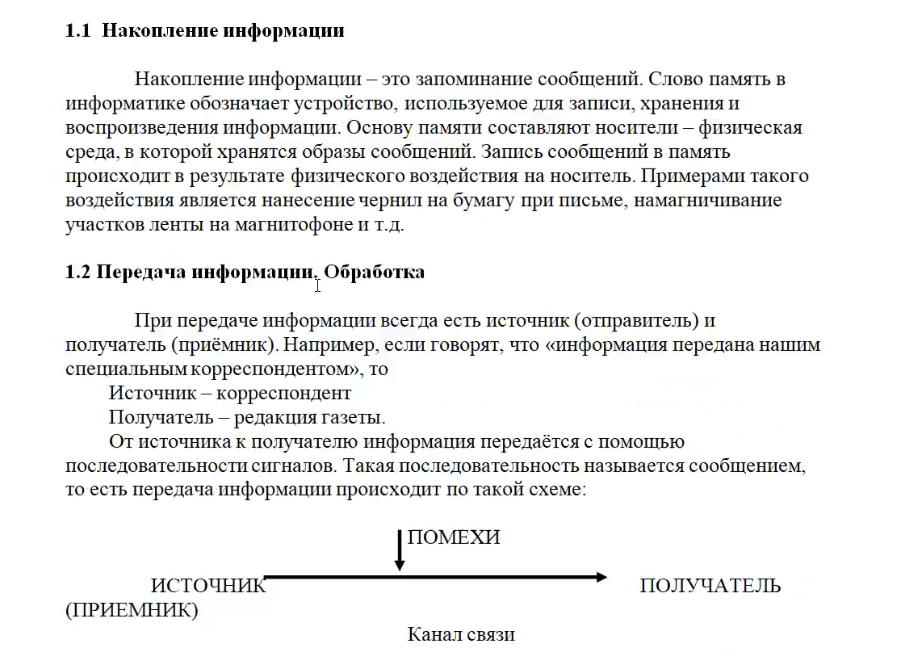 1.1 Накопление информации
Накопление информации – это запоминание сообщений. Слово память в
информатике обозначает устройство, используемое для записи, хранения и
воспроизведения информации. Основу памяти составляют носители – физическая
среда, в которой хранятся образы сообщений. Запись сообщений в память
происходит в результате физического воздействия на носитель. Примерами такого
воздействия является нанесение чернил на бумагу при письме, намагничивание
участков ленты на магнитофоне и т.д.
1.2 Передача информации. Обработка
При передаче информации всегда есть источник (отправитель) и
получатель (приёмник). Например, если говорят, что «информация передана нашим
специальным корреспондентом», то
Источник – корреспондент
Получатель – редакция газеты.
От источника к получателю информация передаётся с помощью
последовательности сигналов. Такая последовательность называется сообщением,
то есть передача информации происходит по такой схеме:
ПОМЕХИ
ИСТОЧНИК ПОЛУЧАТЕЛЬ
(ПРИЕМНИК)
Канал связи